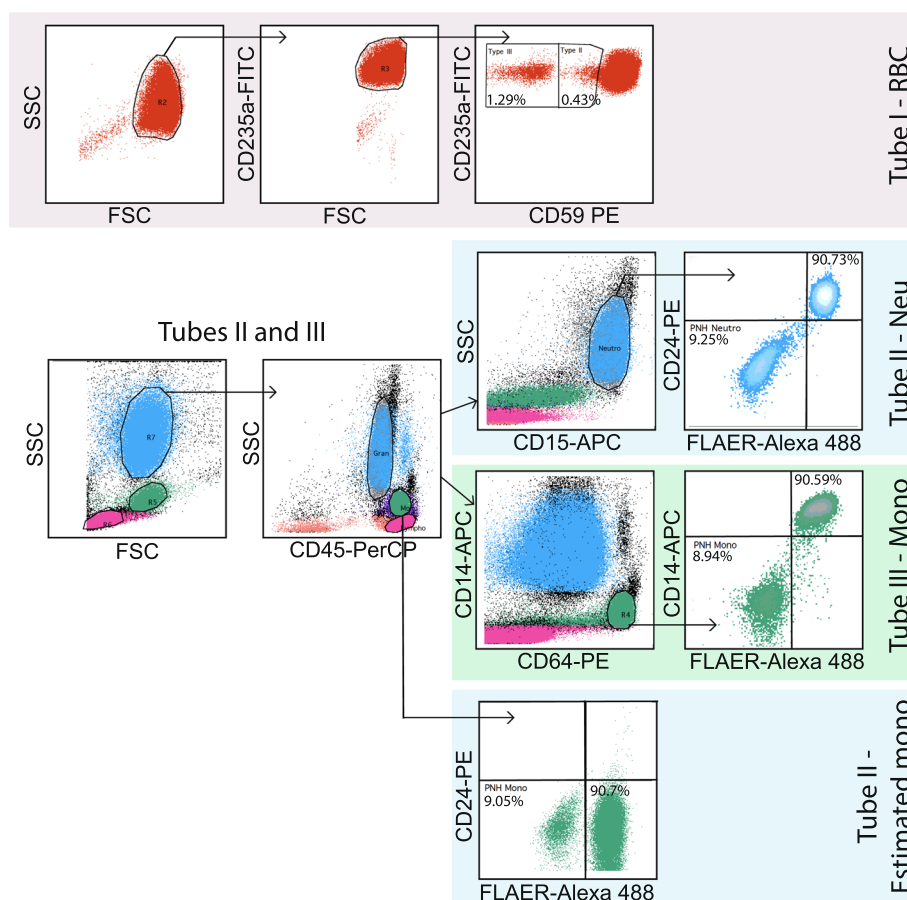 SSC
R2
FSC
CD235a-FITC
R3
FSC
CD235a-FITC
Type III
Type II
1.29%
0.43%
CD59 PE
Tube I - RBC
Tubes II and III
SSC
R7
R5
R6
FSC
SSC
Gran
CD45-PerCP
SSC
Neutro
CD15-APC
CD24-PE
90.73%
PNH Neutro
9.25%
FLAER-Alexa 488
Tube II - Neu
CD14-APC
R4
CD64-PE
CD14-APC
90.59%
PNH Mono
8.94%
FLAER-Alexa 488
Tube III - Mono
CD24-PE
PNH Mono
9.05%
90.7%
FLAER-Alexa 488
Tube II -
Estimated mono